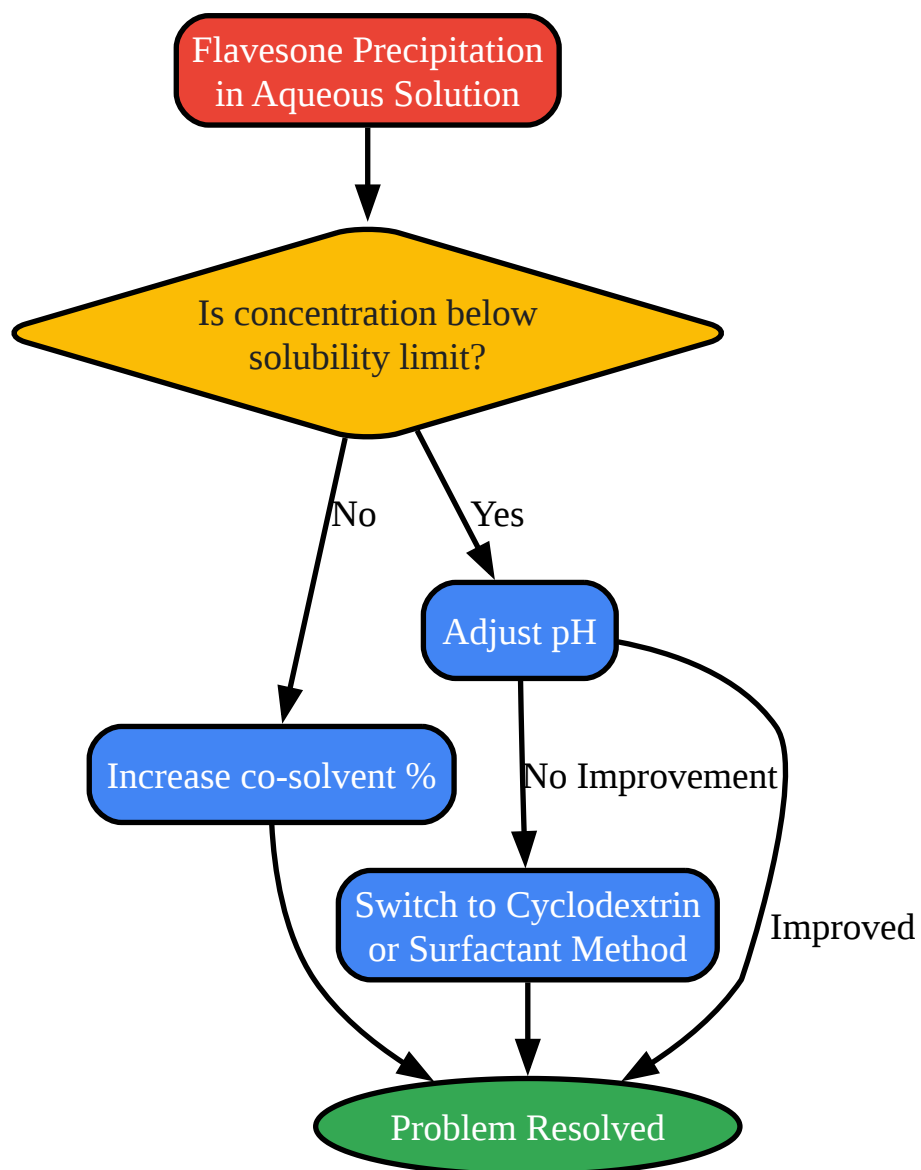 Flavesone Precipitation
in Aqueous Solution
Is concentration below
solubility limit?
No
Yes
Adjust pH
Increase co-solvent %
No Improvement
Switch to Cyclodextrin
or Surfactant Method
Improved
Problem Resolved